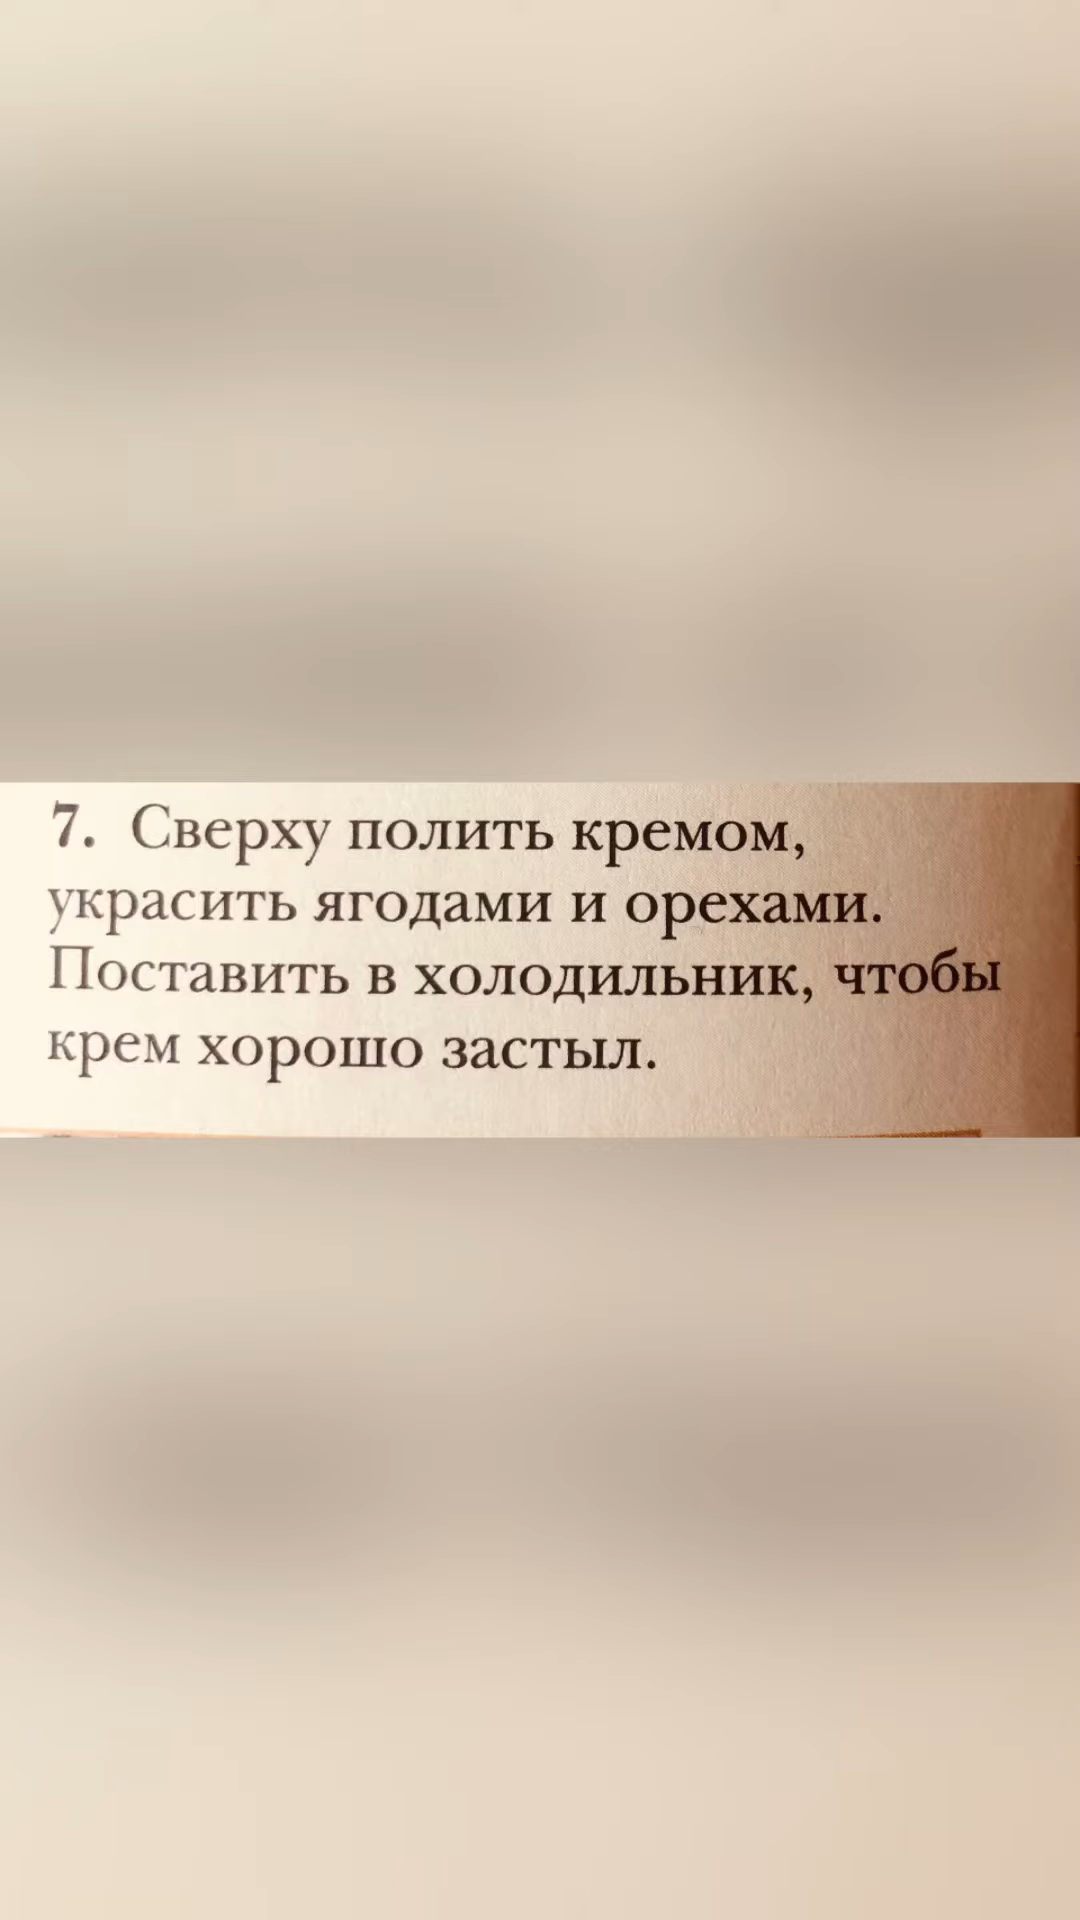 7. Сверху полить кремом,
украсить ягодами и орехами.
Поставить в холодильник, чтобы
крем хорошо застыл.